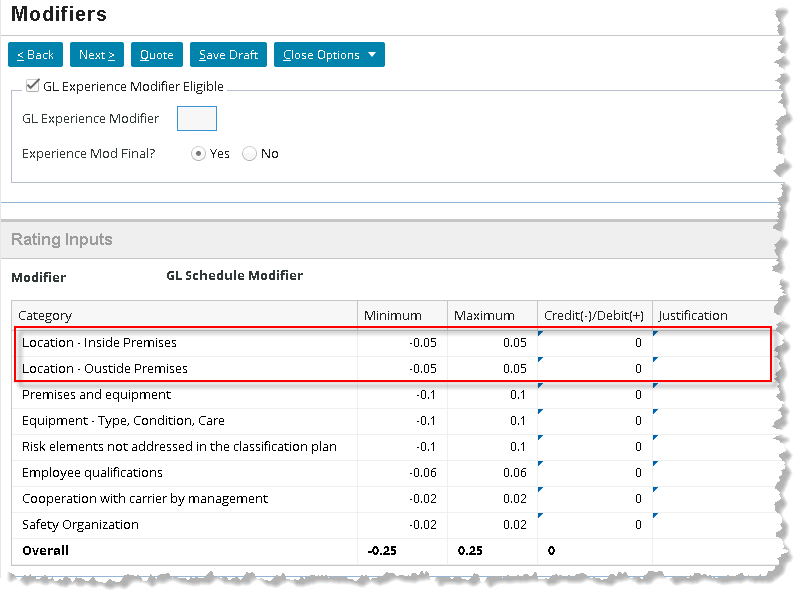 Modifiers
< Back Next > Quote Save Draft Close Options
GL Experience Modifier Eligible
GL Experience Modifier
Experience Mod Final? Yes No
Rating Inputs
Modifier GL Schedule Modifier
Category Minimum Maximum Credit(-)/Debit(+) Justification
Location - Inside Premises -0.05 0.05 0
Location - Oustide Premises -0.05 0.05 0
Premises and equipment -0.1 0.1 0
Equipment - Type, Condition, Care -0.1 0.1 0
Risk elements not addressed in the classification plan -0.1 0.1 0
Employee qualifications -0.06 0.06 0
Cooperation with carrier by management -0.02 0.02 0
Safety Organization -0.02 0.02 0
Overall -0.25 0.25 0